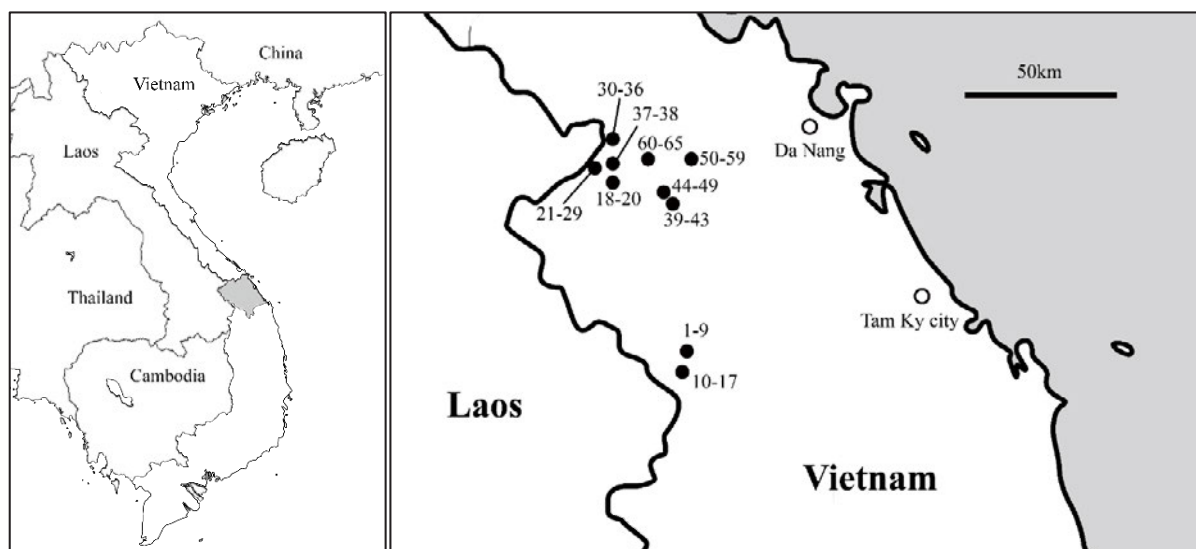 China
Vietnam
Laos
Thailand
Cambodia
50km
30-36
37-38
60-65
50-59
Da Nang
44-49
18-20
21-29
39-43
Tam Ky city
1-9
10-17
Laos
Vietnam